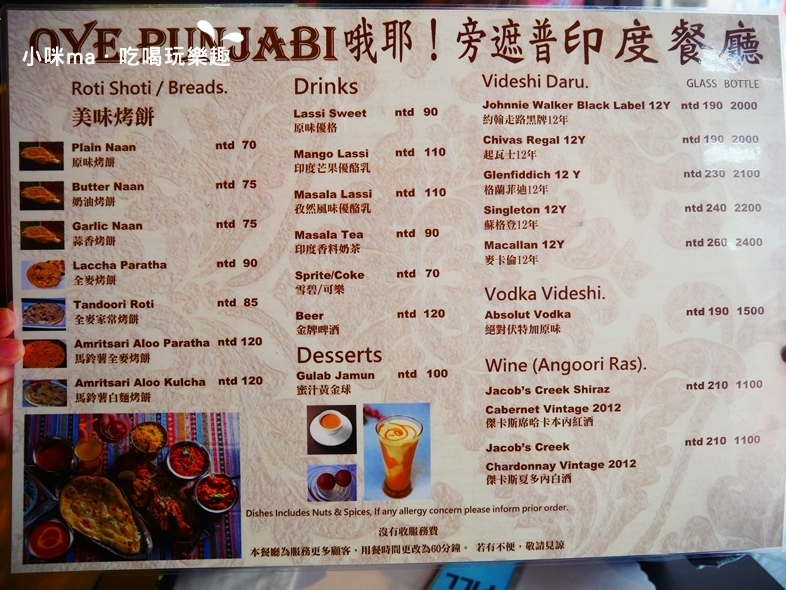 OYE PUNJABI 哦耶！旁遮普印度餐廳
小咪ma・吃喝玩樂趣
Roti Shoti / Breads.
美味烤餅
Plain Naan ntd 70
原味烤餅
Butter Naan ntd 75
奶油烤餅
Garlic Naan ntd 75
蒜香烤餅
Laccha Paratha ntd 90
全麥烤餅
Tandoori Roti ntd 85
全麥家常烤餅
Amritsari Aloo Paratha ntd 120
馬鈴薯全麥烤餅
Amritsari Aloo Kulcha ntd 120
馬鈴薯白麵烤餅
Drinks
Lassi Sweet ntd 90
原味優格
Mango Lassi ntd 110
印度芒果優酪乳
Masala Lassi ntd 110
孜然風味優酪乳
Masala Tea ntd 90
印度香料奶茶
Sprite/Coke ntd 70
雪碧/可樂
Beer ntd 120
金牌啤酒
Desserts
Gulab Jamun ntd 100
蜜汁黃金球
Videshi Daru. GLASS BOTTLE
Johnnie Walker Black Label 12Y ntd 190 2000
約翰走路黑牌12年
Chivas Regal 12Y ntd 190 2000
起瓦士12年
Glenfiddich 12 Y ntd 230 2100
格蘭菲迪12年
Singleton 12Y ntd 240 2200
蘇格登12年
Macallan 12Y ntd 260 2400
麥卡倫12年
Vodka Videshi.
Absolut Vodka ntd 190 1500
絕對伏特加原味
Wine (Angoori Ras).
Jacob's Creek Shiraz ntd 210 1100
Cabernet Vintage 2012
傑卡斯席哈卡本內紅酒
Jacob's Creek ntd 210 1100
Chardonnay Vintage 2012
傑卡斯夏多內白酒
Dishes Includes Nuts & Spices, If any allergy concern please inform prior order.
沒有收服務費
本餐廳為服務更多顧客，用餐時間更改為60分鐘。 若有不便，敬請見諒